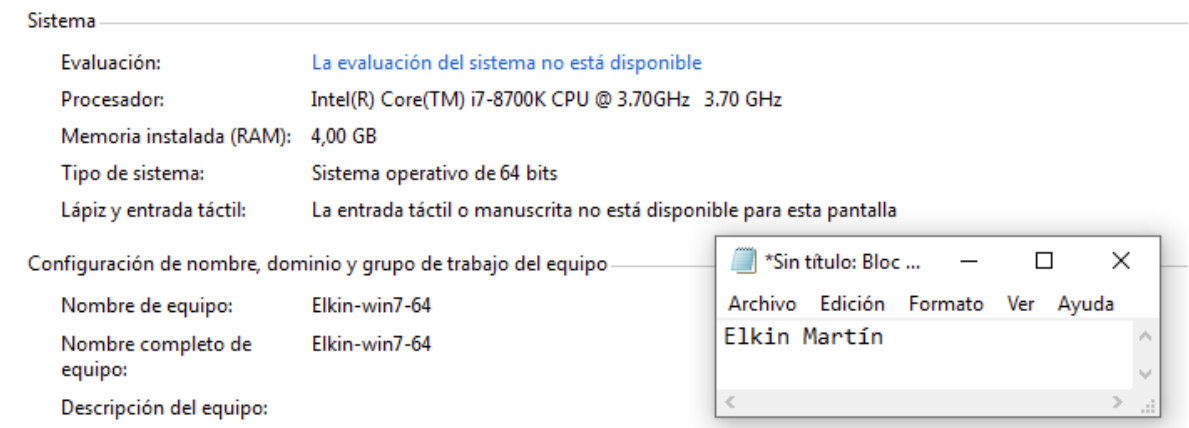 Sistema
Evaluación: La evaluación del sistema no está disponible
Procesador: Intel(R) Core(TM) i7-8700K CPU @ 3.70GHz 3.70 GHz
Memoria instalada (RAM): 4,00 GB
Tipo de sistema: Sistema operativo de 64 bits
Lápiz y entrada táctil: La entrada táctil o manuscrita no está disponible para esta pantalla
Configuración de nombre, dominio y grupo de trabajo del equipo
Nombre de equipo: Elkin-win7-64
Nombre completo de Elkin-win7-64
equipo:
Descripción del equipo:
*Sin título: Bloc ...
Archivo Edición Formato Ver Ayuda
Elkin Martín